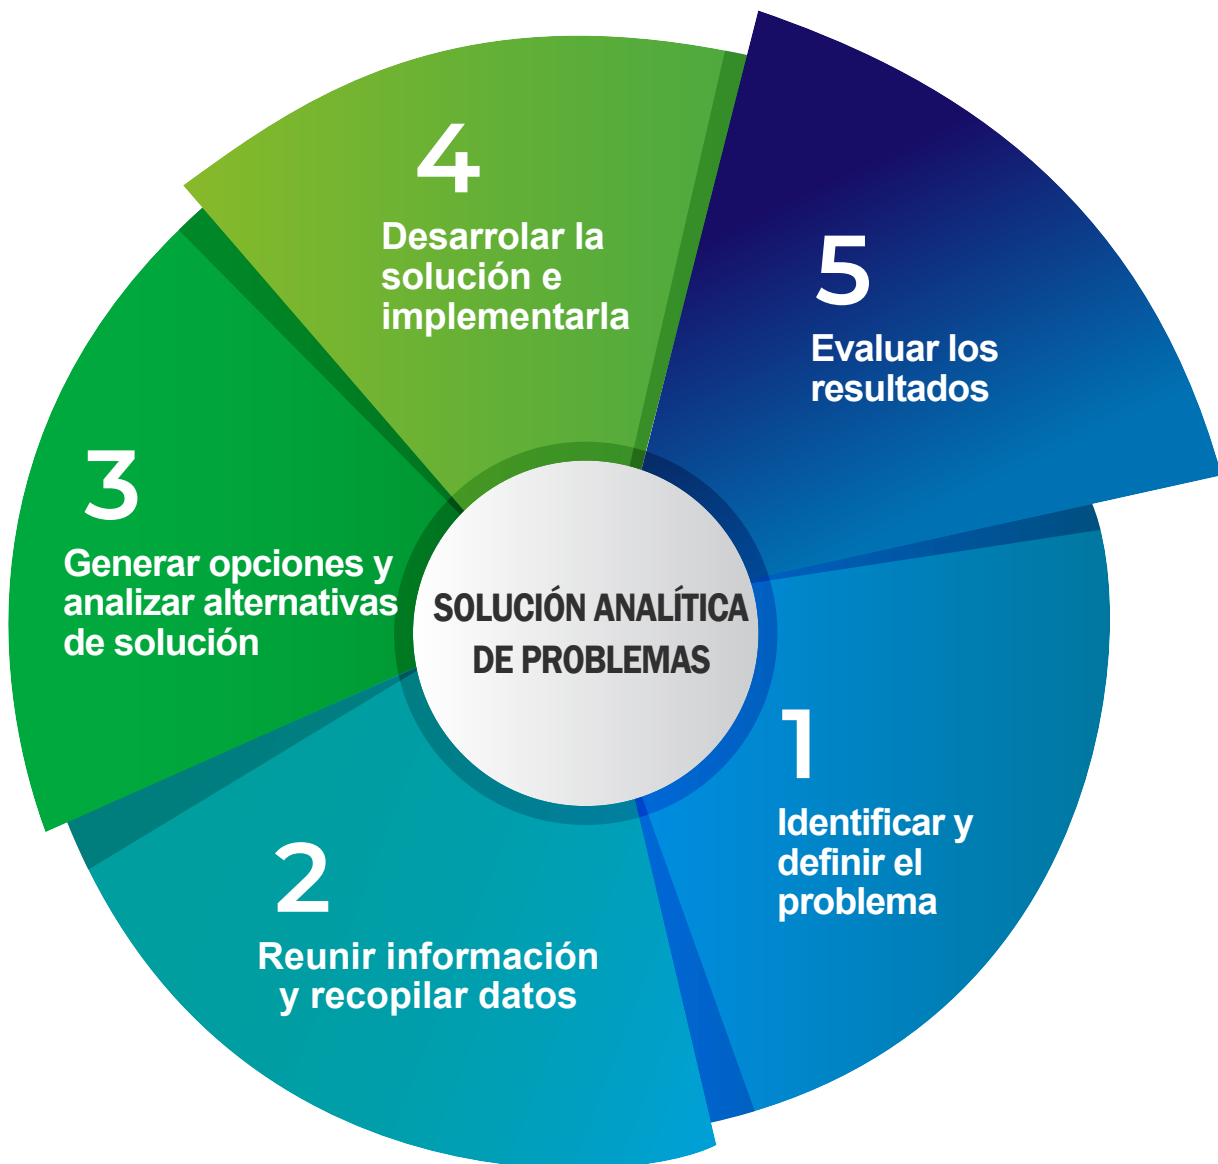 SOLUCIÓN ANALÍTICA
DE PROBLEMAS
1
Identificar y
definir el
problema
2
Reunir información
y recopilar datos
3
Generar opciones y
analizar alternativas
de solución
4
Desarrolar la
solución e
implementarla
5
Evaluar los
resultados